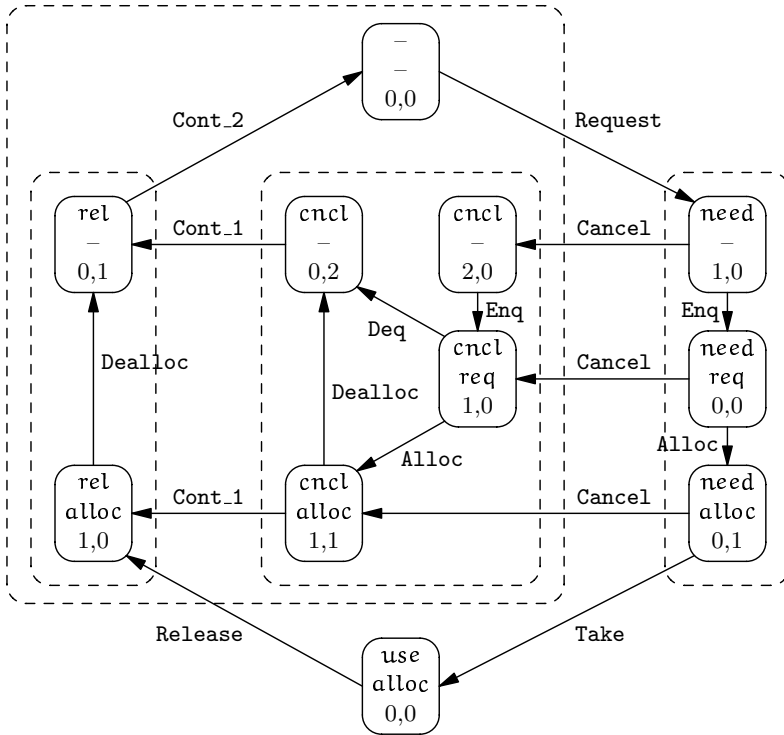 –
–
0,0
Cont_2
Request
rel
–
0,1
Cont_1
cncl
–
0,2
cncl
–
2,0
Cancel
need
–
1,0
Enq
Enq
Deq
cncl
req
1,0
Cancel
need
req
0,0
Dealloc
Dealloc
Alloc
Alloc
rel
alloc
1,0
Cont_1
cncl
alloc
1,1
Cancel
need
alloc
0,1
Release
Take
use
alloc
0,0